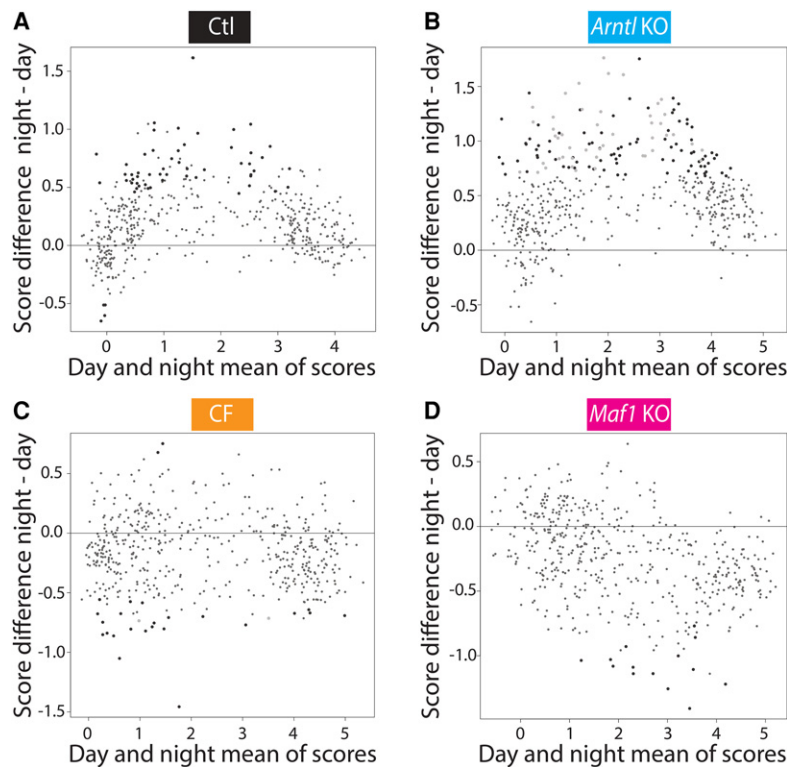 A
Ctl
Score difference night - day
1.5
1.0
0.5
0.0
-0.5
0
1
2
3
4
Day and night mean of scores
B
Arntl KO
Score difference night - day
1.5
1.0
0.5
0.0
-0.5
0
1
2
3
4
5
Day and night mean of scores
C
CF
Score difference night - day
0.5
0.0
-0.5
-1.0
-1.5
0
1
2
3
4
5
Day and night mean of scores
D
Maf1 KO
Score difference night - day
0.5
0.0
-0.5
-1.0
0
1
2
3
4
5
Day and night mean of scores